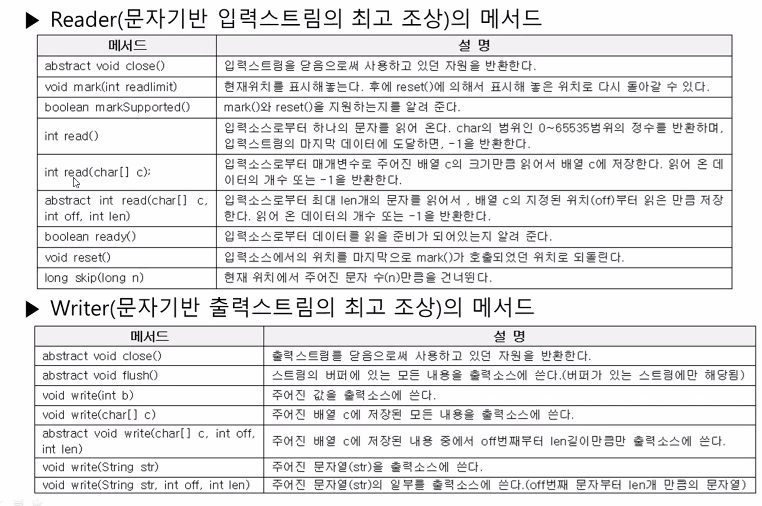 ▶ Reader(문자기반 입력스트림의 최고 조상)의 메서드
메서드 설 명
abstract void close() 입력스트림을 닫음으로써 사용하고 있던 자원을 반환한다.
void mark(int readlimit) 현재위치를 표시해놓는다. 후에 reset()에 의해서 표시해 놓은 위치로 다시 돌아갈 수 있다.
boolean markSupported() mark()와 reset()을 지원하는지를 알려 준다.
int read() 입력소스로부터 하나의 문자를 읽어 온다. char의 범위인 0~65535범위의 정수를 반환하며,
입력스트림의 마지막 데이터에 도달하면, -1을 반환한다.
int read(char[] c); 입력소스로부터 매개변수로 주어진 배열 c의 크기만큼 읽어서 배열 c에 저장한다. 읽어 온 데
이터의 개수 또는 -1을 반환한다.
abstract int read(char[] c, 입력소스로부터 최대 len개의 문자를 읽어서 , 배열 c의 지정된 위치(off)부터 읽은 만큼 저장
int off, int len) 한다. 읽어 온 데이터의 개수 또는 -1을 반환한다.
boolean ready() 입력소스로부터 데이터를 읽을 준비가 되어있는지 알려 준다.
void reset() 입력소스에서의 위치를 마지막으로 mark()가 호출되었던 위치로 되돌린다.
long skip(long n) 현재 위치에서 주어진 문자 수(n)만큼을 건너뛴다.
▶ Writer(문자기반 출력스트림의 최고 조상)의 메서드
메서드 설 명
abstract void close() 출력스트림를 닫음으로써 사용하고 있던 자원을 반환한다.
abstract void flush() 스트림의 버퍼에 있는 모든 내용을 출력소스에 쓴다.(버퍼가 있는 스트림에만 해당됨)
void write(int b) 주어진 값을 출력소스에 쓴다.
void write(char[] c) 주어진 배열 c에 저장된 모든 내용을 출력소스에 쓴다.
abstract void write(char[] c, int off,
int len) 주어진 배열 c에 저장된 내용 중에서 off번째부터 len길이만큼만 출력소스에 쓴다.
void write(String str) 주어진 문자열(str)을 출력소스에 쓴다.
void write(String str, int off, int len) 주어진 문자열(str)의 일부를 출력소스에 쓴다.(off번째 문자부터 len개 만큼의 문자열)